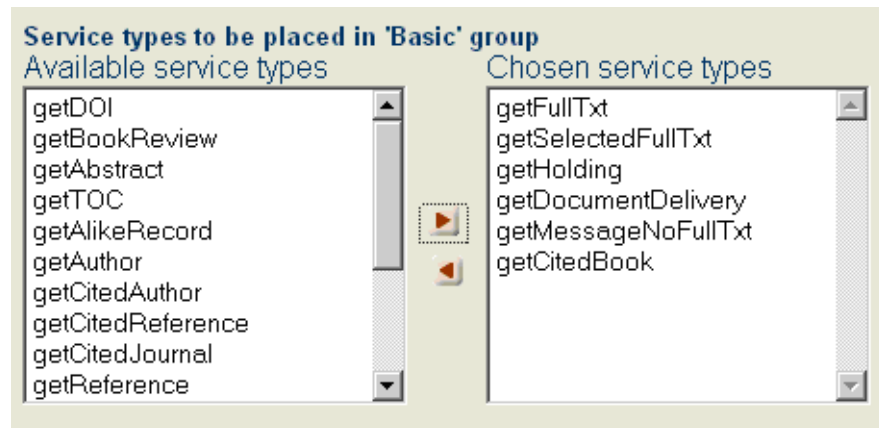 Service types to be placed in 'Basic' group
Available service types
getDOI
getBookReview
getAbstract
getTOC
getAlikeRecord
getAuthor
getCitedAuthor
getCitedReference
getCitedJournal
getReference
Chosen service types
getFullTxt
getSelectedFullTxt
getHolding
getDocumentDelivery
getMessageNoFullTxt
getCitedBook